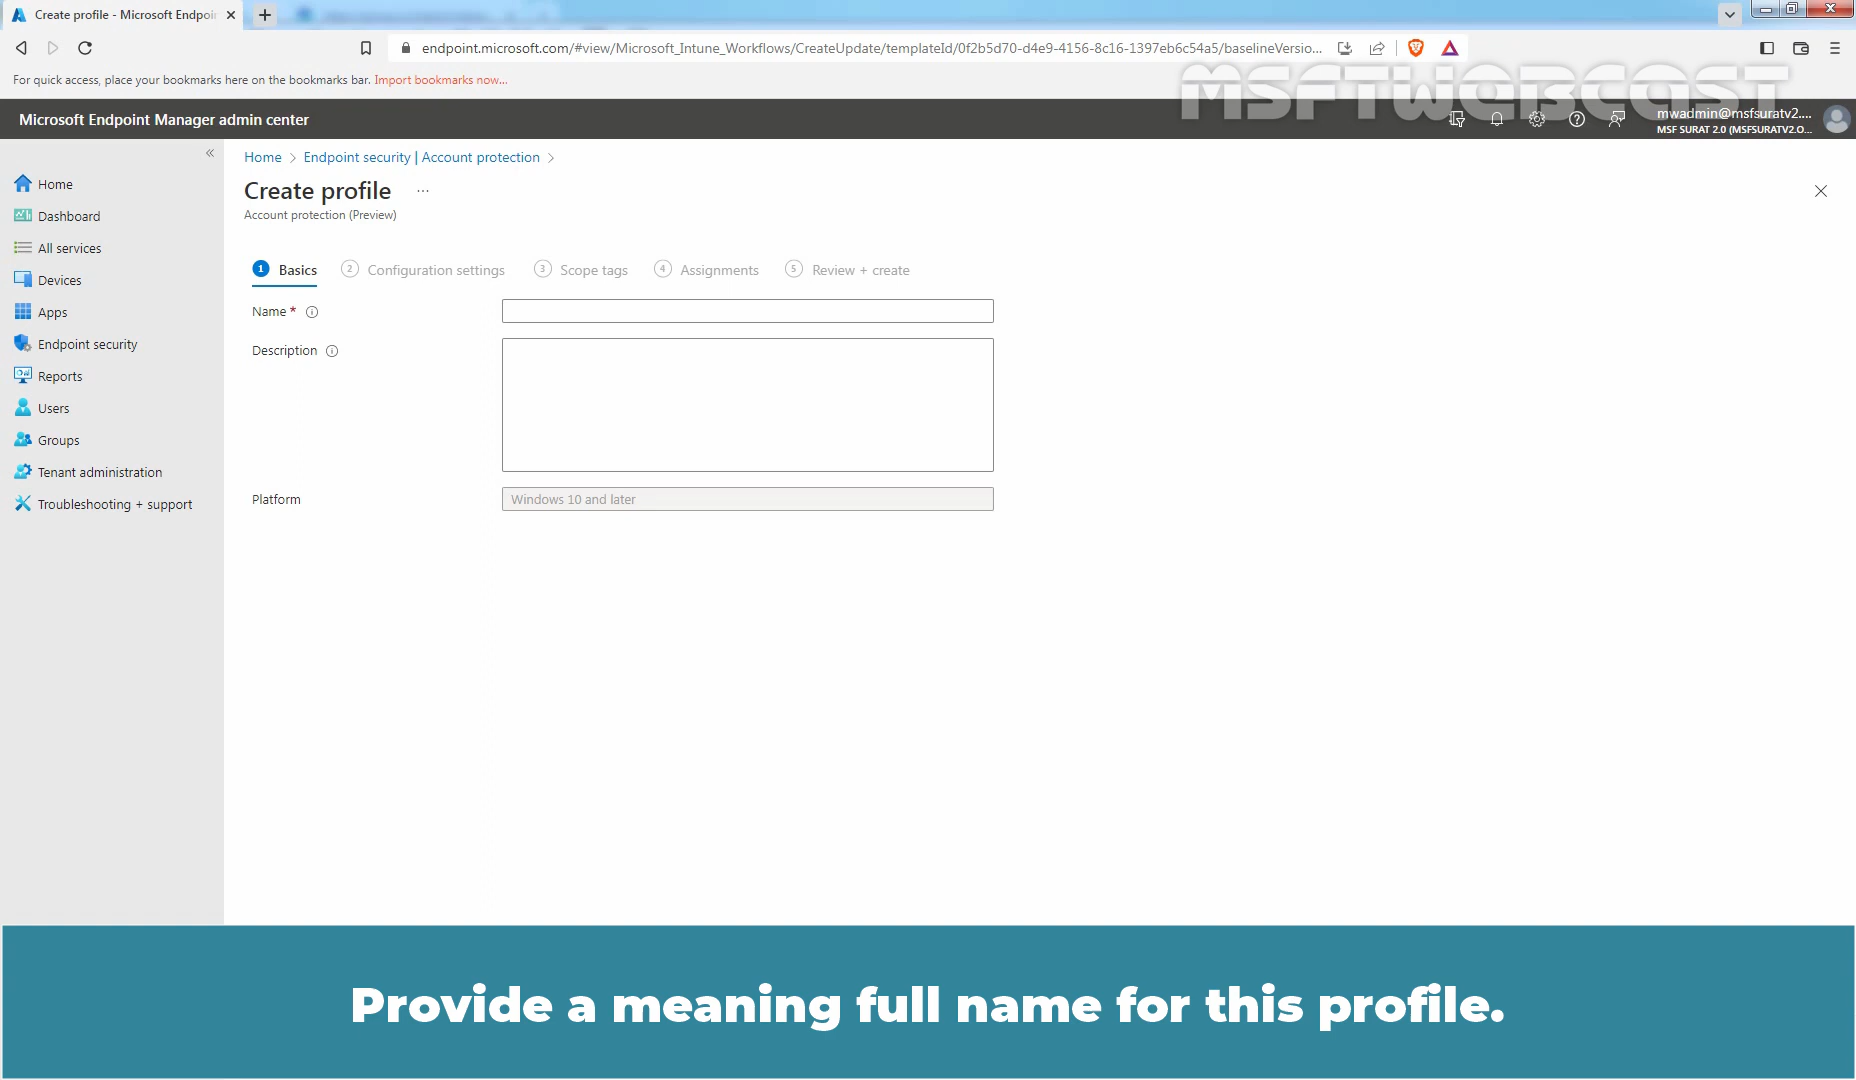 Create profile - Microsoft Endpoin
For quick access, place your bookmarks here on the bookmarks bar. Import bookmarks now...
endpoint.microsoft.com/#view/Microsoft_Intune_Workflows/CreateUpdate/templateId/0f2b5d70-d4e9-4156-8c16-1397eb6c54a5/baselineVersio...
MSFTWEBCAST
Microsoft Endpoint Manager admin center
mwadmin@msfsuratv2....
MSF SURAT 2.0 (MSFSURATV2.O...
Home
Dashboard
All services
Devices
Apps
Endpoint security
Reports
Users
Groups
Tenant administration
Troubleshooting + support
Home > Endpoint security | Account protection >
Create profile ...
Account protection (Preview)
1 Basics 2 Configuration settings 3 Scope tags 4 Assignments 5 Review + create
Name *
Description
Platform Windows 10 and later
Provide a meaning full name for this profile.